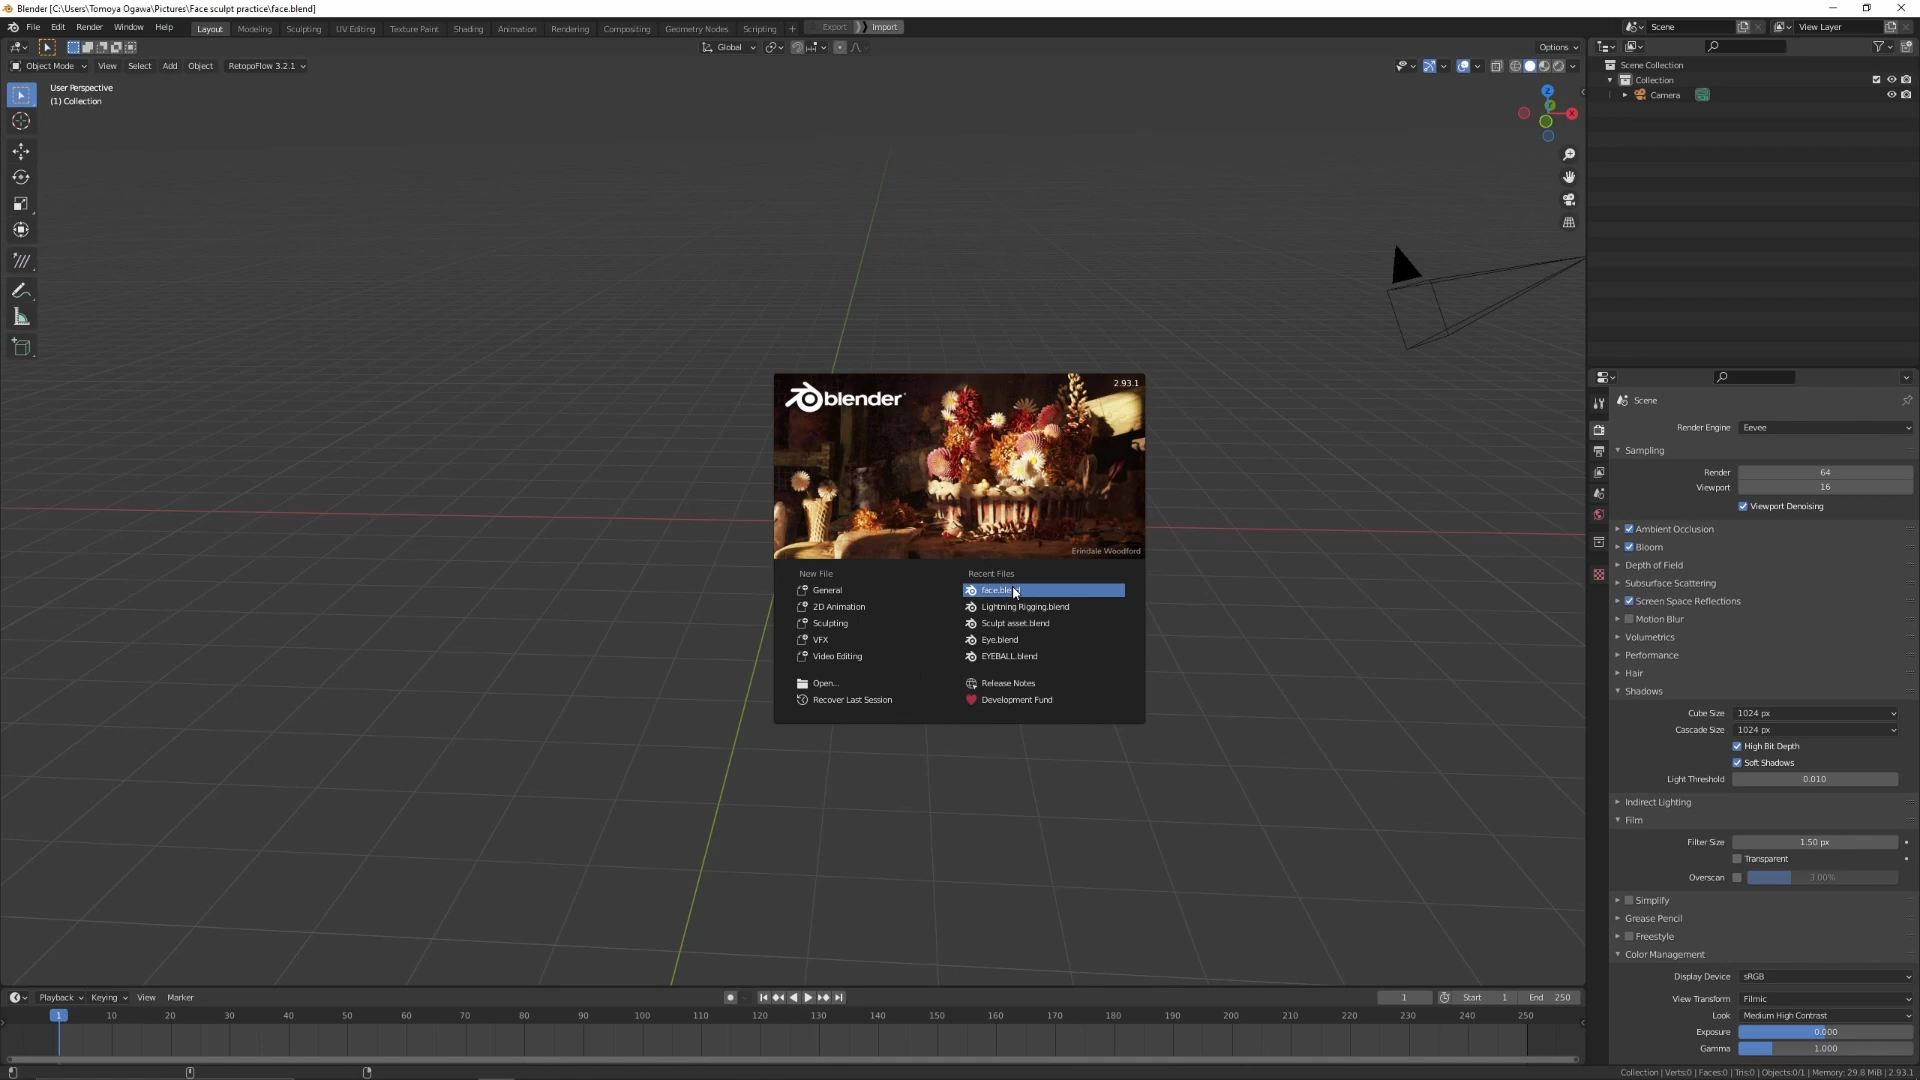 Blender [C:\Users\Tomoya Ogawa\Pictures\Face sculpt practice\face.blend]
File Edit Render Window Help Layout Modeling Sculpting UV Editing Texture Paint Shading Animation Rendering Compositing Geometry Nodes Scripting + Export Import Scene View Layer
Global Options
Object Mode View Select Add Object RetopoFlow 3.2.1
User Perspective
(1) Collection
Z
Y
X
Scene Collection
Collection
Camera
blender
2.93.1
Erindale Woodford
New File
General
2D Animation
Sculpting
VFX
Video Editing
Open...
Recover Last Session
Recent Files
Lightning Rigging.blend
Sculpt asset.blend
Eye.blend
EYEBALL.blend
Release Notes
Development Fund
Scene
Render Engine Eevee
Sampling
Render 64
Viewport 16
Viewport Denoising
Ambient Occlusion
Bloom
Depth of Field
Subsurface Scattering
Screen Space Reflections
Motion Blur
Volumetrics
Performance
Hair
Shadows
Cube Size 1024 px
Cascade Size 1024 px
High Bit Depth
Soft Shadows
Light Threshold 0.010
Indirect Lighting
Film
Filter Size 1.50 px
Transparent
Overscan 3.00%
Simplify
Grease Pencil
Freestyle
Color Management
Display Device sRGB
View Transform Filmic
Look Medium High Contrast
Exposure 0.000
Gamma 1.000
Playback Keying View Marker 1 Start 1 End 250
1 10 20 30 40 50 60 70 80 90 100 110 120 130 140 150 160 170 180 190 200 210 220 230 240 250
Collection | Verts:0 | Faces:0 | Tris:0 | Objects:0/1 | Memory: 29.8 MiB | 2.93.1